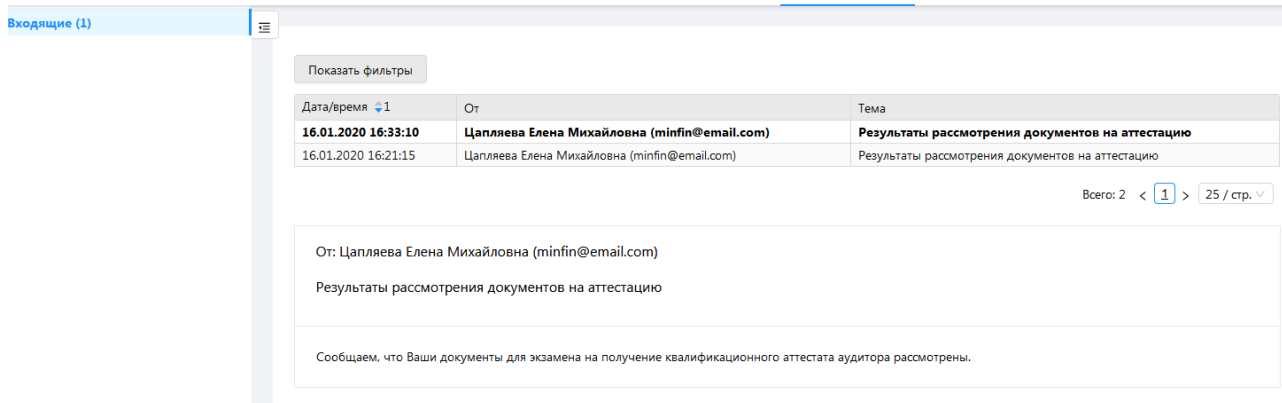 Входящие (1)
Показать фильтры
Дата/время 1 От Тема
16.01.2020 16:33:10 Цапляева Елена Михайловна (minfin@email.com) Результаты рассмотрения документов на аттестацию
16.01.2020 16:21:15 Цапляева Елена Михайловна (minfin@email.com) Результаты рассмотрения документов на аттестацию
Всего: 2 < 1 > 25 / стр.
От: Цапляева Елена Михайловна (minfin@email.com)
Результаты рассмотрения документов на аттестацию
Сообщаем, что Ваши документы для экзамена на получение квалификационного аттестата аудитора рассмотрены.